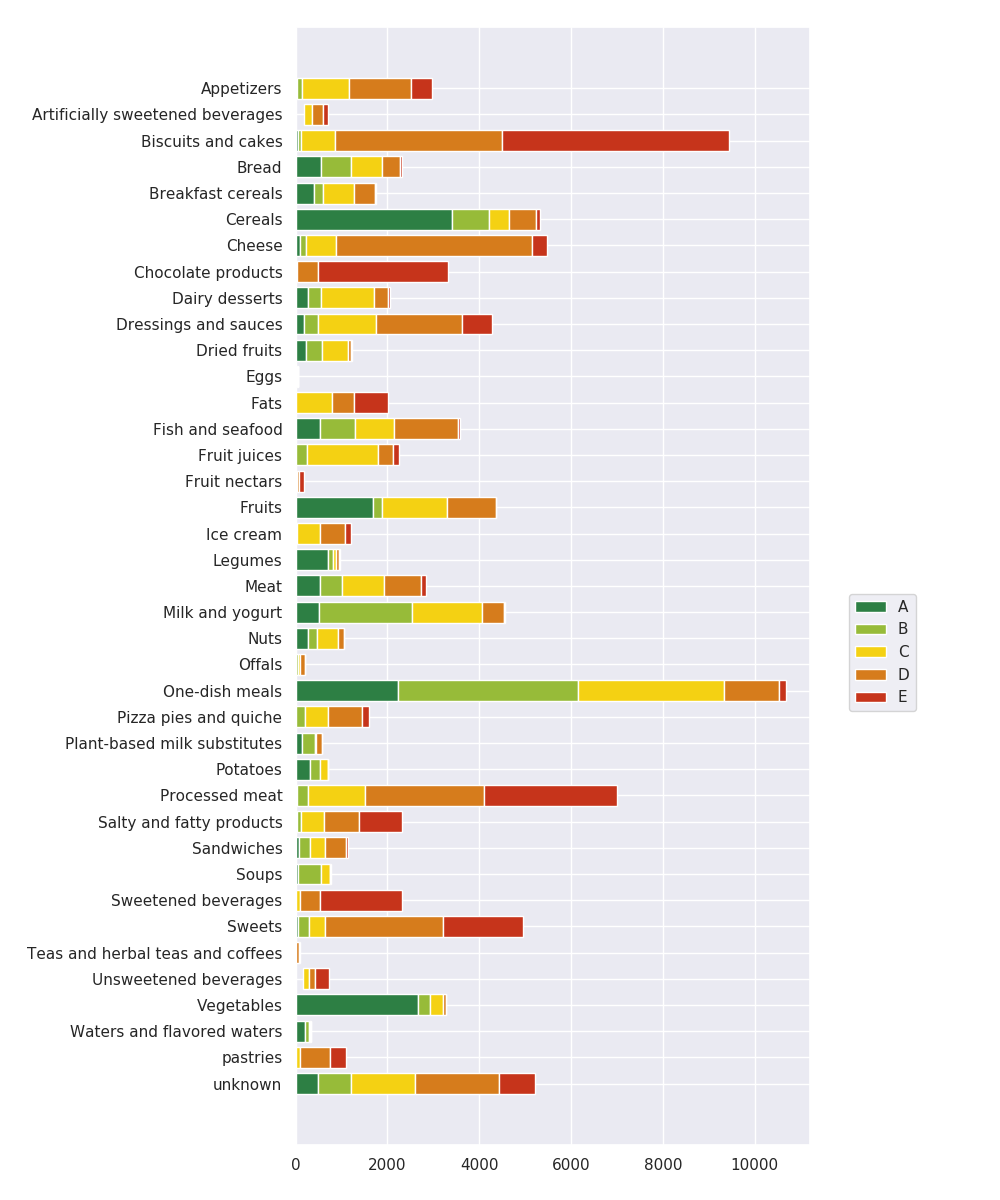 Appetizers
Artificially sweetened beverages
Biscuits and cakes
Bread
Breakfast cereals
Cereals
Cheese
Chocolate products
Dairy desserts
Dressings and sauces
Dried fruits
Eggs
Fats
Fish and seafood
Fruit juices
Fruit nectars
Fruits
Ice cream
Legumes
Meat
Milk and yogurt
Nuts
Offals
One-dish meals
Pizza pies and quiche
Plant-based milk substitutes
Potatoes
Processed meat
Salty and fatty products
Sandwiches
Soups
Sweetened beverages
Sweets
Teas and herbal teas and coffees
Unsweetened beverages
Vegetables
Waters and flavored waters
pastries
unknown
0 2000 4000 6000 8000 10000
A
B
C
D
E